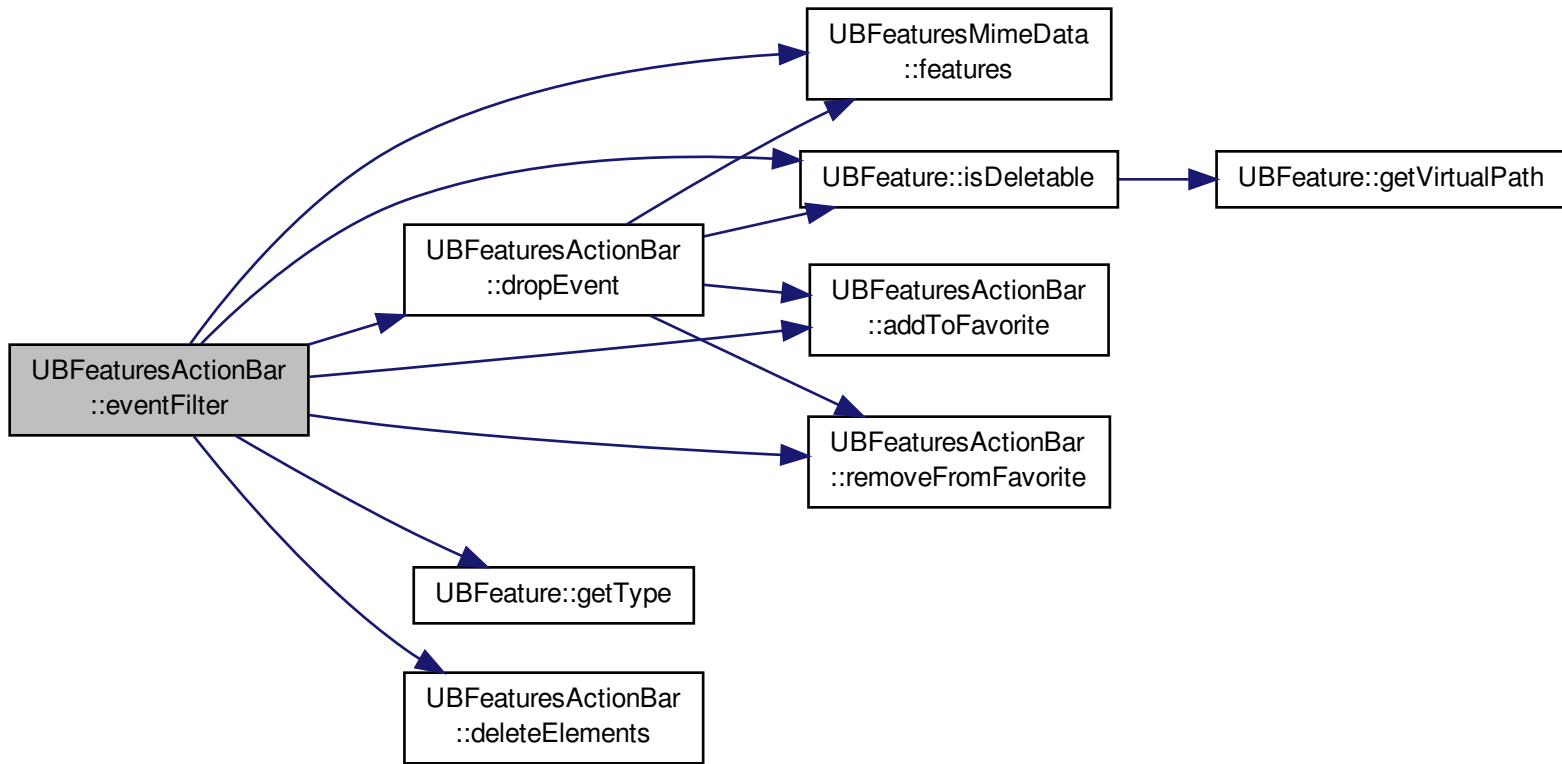 UBFeaturesMimeData
::features
UBFeature::isDeletable
UBFeature::getVirtualPath
UBFeaturesActionBar
::dropEvent
UBFeaturesActionBar
::addToFavorite
UBFeaturesActionBar
::eventFilter
UBFeaturesActionBar
::removeFromFavorite
UBFeature::getType
UBFeaturesActionBar
::deleteElements